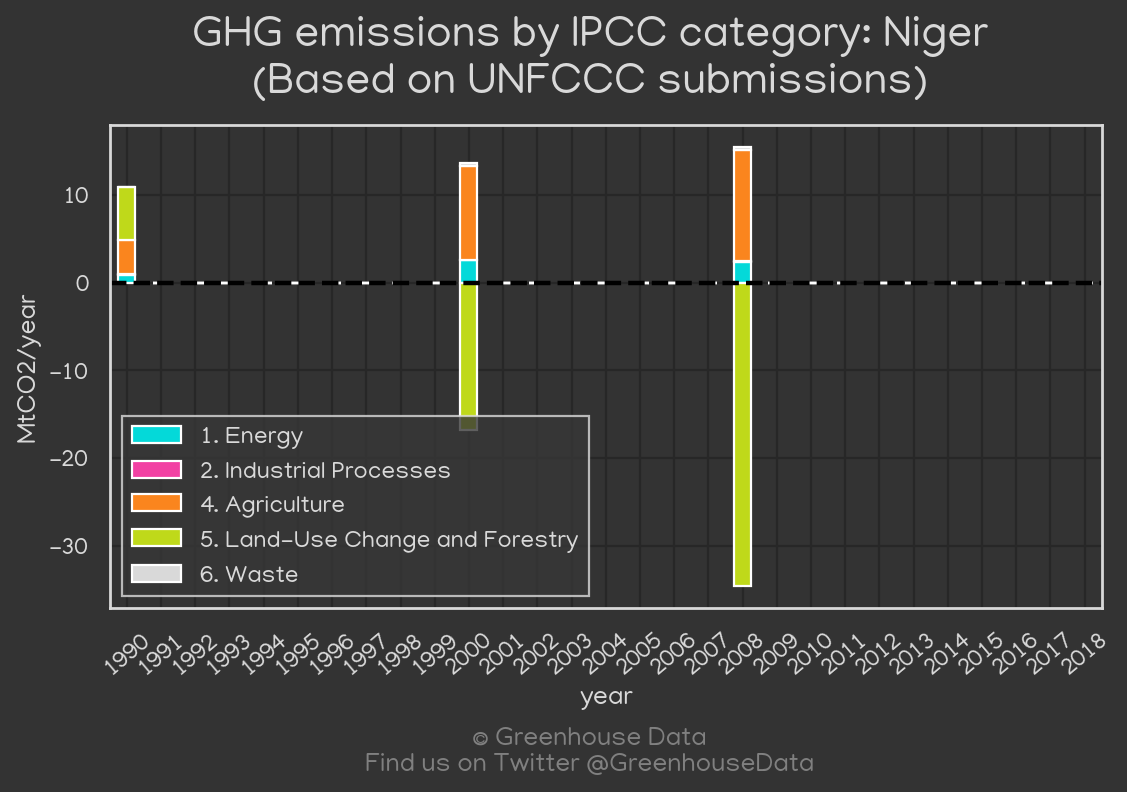 GHG emissions by IPCC category: Niger
(Based on UNFCCC submissions)
MtCO2/year
10
0
-10
-20
-30
1. Energy
2. Industrial Processes
4. Agriculture
5. Land-Use Change and Forestry
6. Waste
1990 1991 1992 1993 1994 1995 1996 1997 1998 1999 2000 2001 2002 2003 2004 2005 2006 2007 2008 2009 2010 2011 2012 2013 2014 2015 2016 2017 2018
year
© Greenhouse Data
Find us on Twitter @GreenhouseData